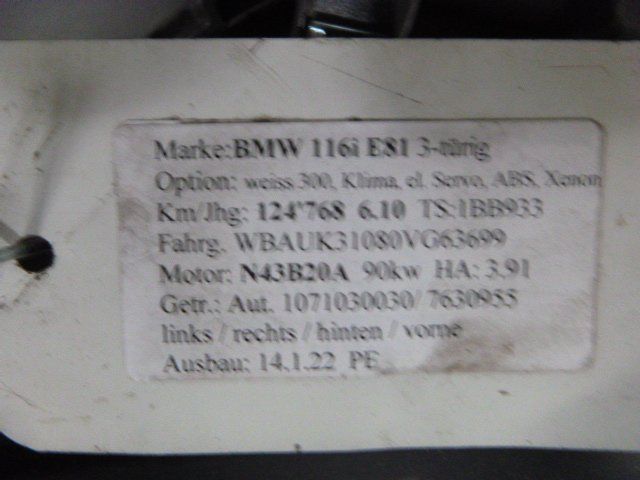 Marke:BMW 116i E81 3-türig
Option: weiss 300, Klima, el. Servo, ABS, Xenon
Km/Jhg: 124'768 6.10 TS:1BB933
Fahrg. WBAUK31080VG63699
Motor: N43B20A 90kw HA: 3.91
Getr.: Aut. 1071030030/ 7630955
links / rechts / hinten / vorne
Ausbau: 14.1.22 PE